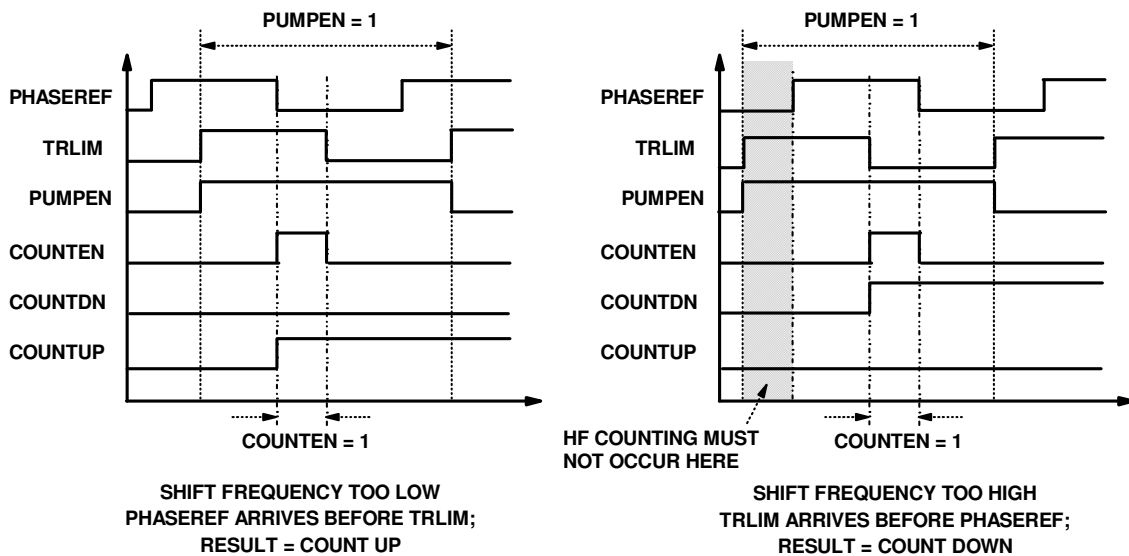 PUMPEN = 1
PHASEREF
TRLIM
PUMPEN
COUNTEN
COUNTDN
COUNTUP
COUNTEN = 1
SHIFT FREQUENCY TOO LOW
PHASEREF ARRIVES BEFORE TRLIM;
RESULT = COUNT UP
PUMPEN = 1
PHASEREF
TRLIM
PUMPEN
COUNTEN
COUNTDN
COUNTUP
HF COUNTING MUST
NOT OCCUR HERE
COUNTEN = 1
SHIFT FREQUENCY TOO HIGH
TRLIM ARRIVES BEFORE PHASEREF;
RESULT = COUNT DOWN